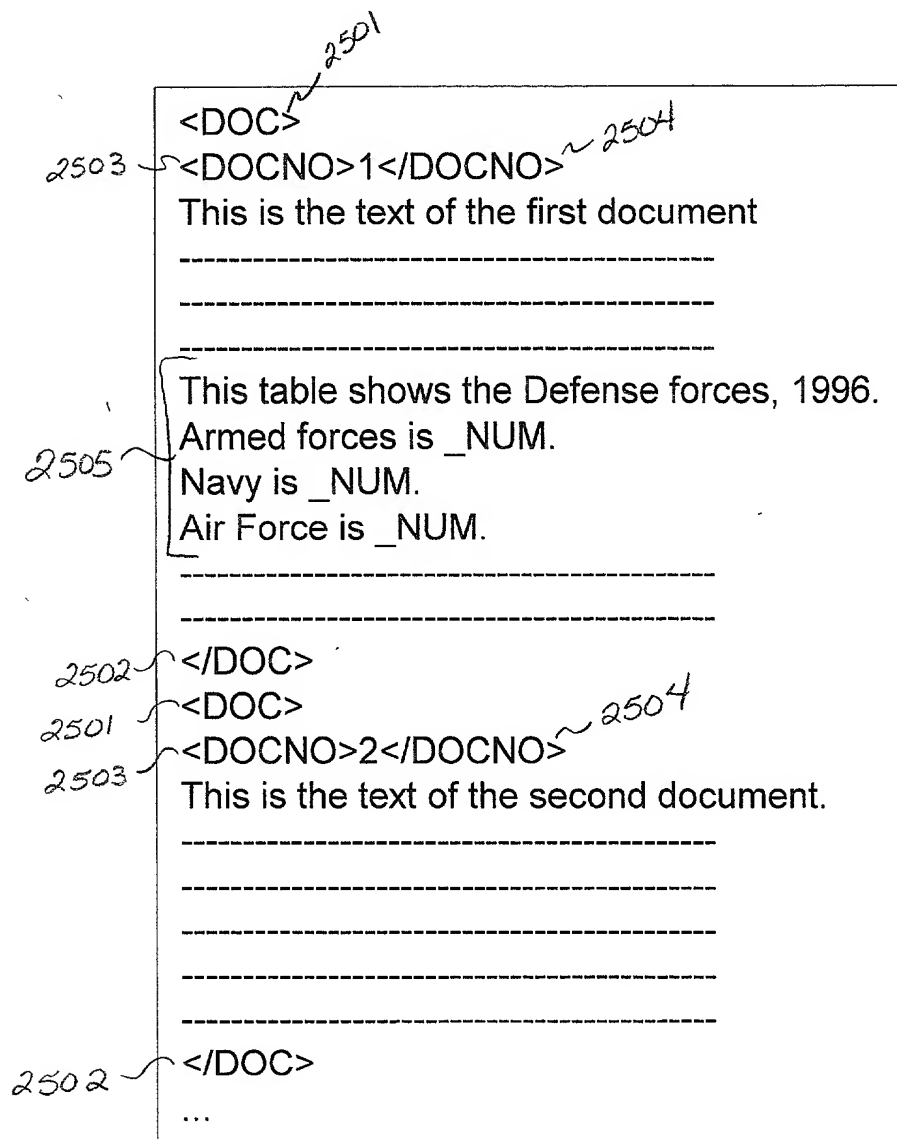 2501
<DOC>
2503 <DOCNO>1</DOCNO> 2504
This is the text of the first document
--------------------------------------------
--------------------------------------------
--------------------------------------------
This table shows the Defense forces, 1996.
Armed forces is _NUM.
2505
Navy is _NUM.
Air Force is _NUM.
--------------------------------------------
--------------------------------------------
2502 </DOC>
2501 <DOC>
2504
2503 <DOCNO>2</DOCNO>
This is the text of the second document.
--------------------------------------------
--------------------------------------------
--------------------------------------------
--------------------------------------------
--------------------------------------------
2502 </DOC>
...